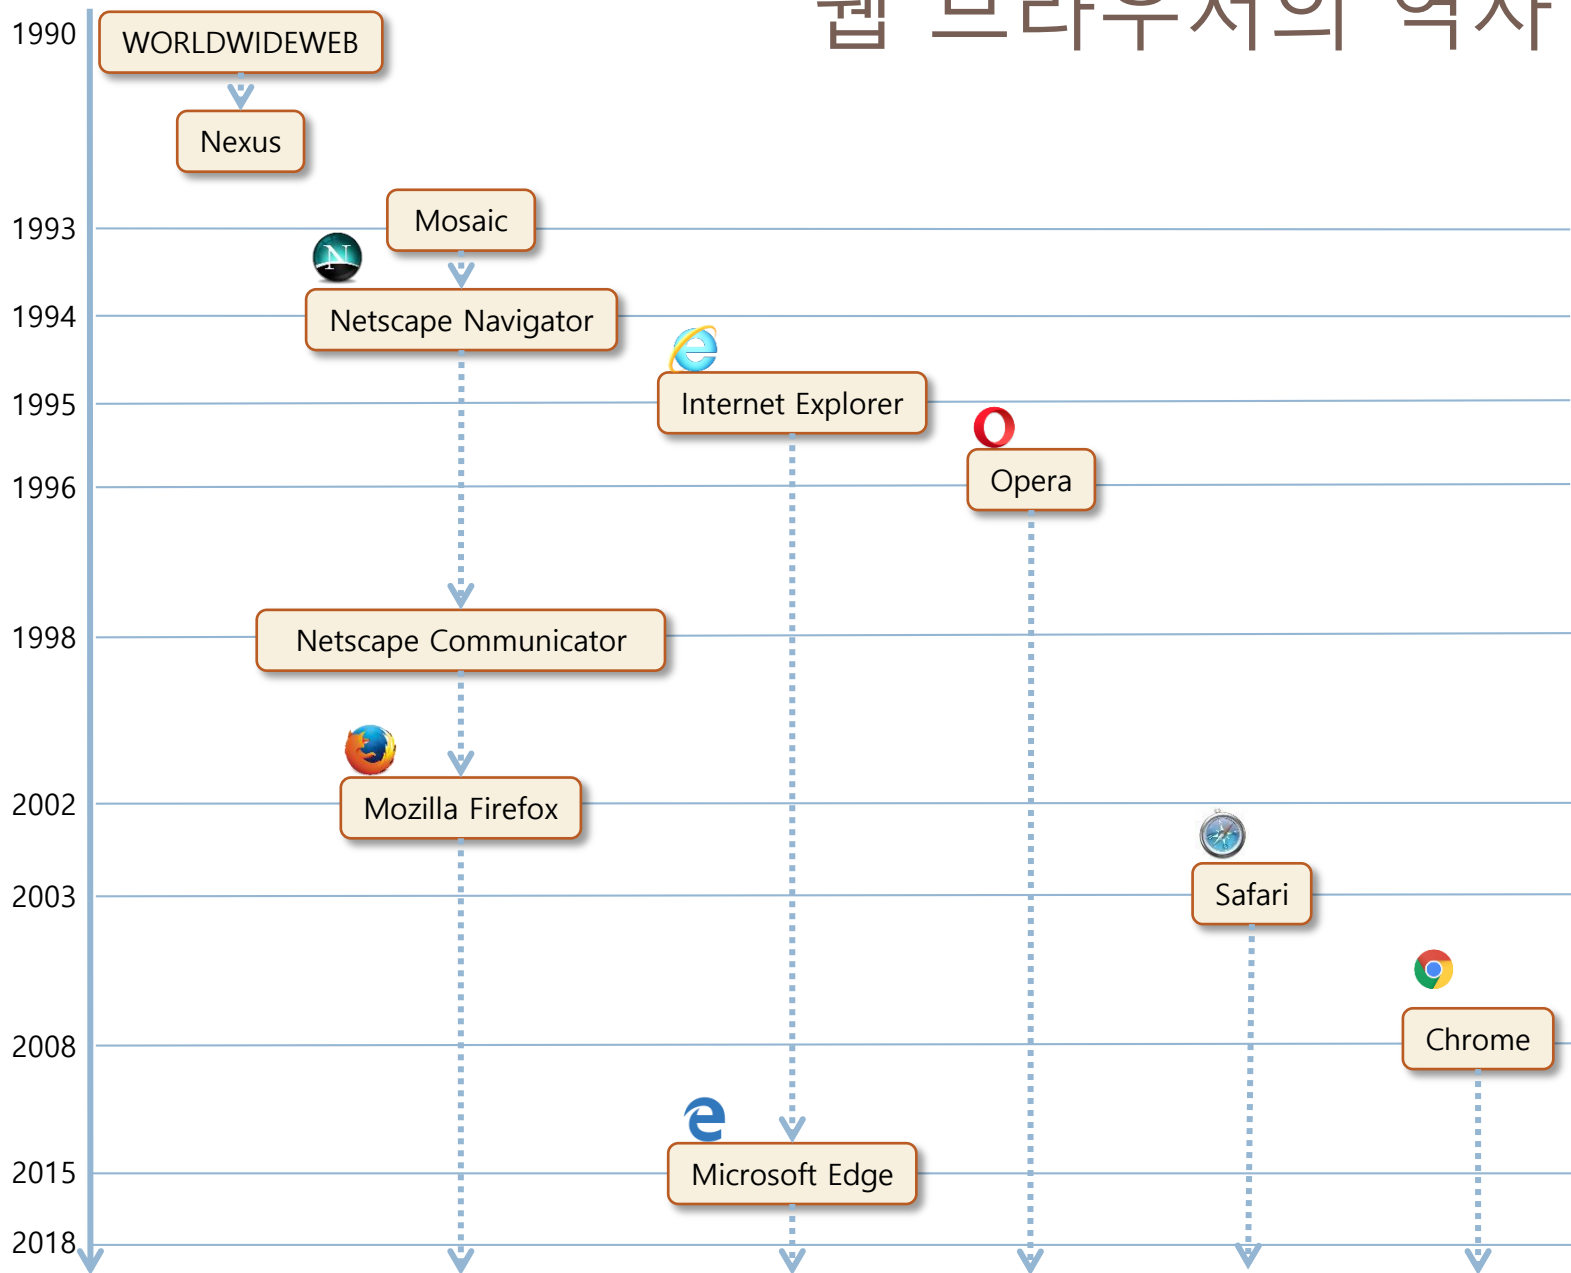 웹 브라우저의 역사
1990
WORLDWIDEWEB
Nexus
1993
Mosaic
N
1994
Netscape Navigator
1995
Internet Explorer
1996
Opera
1998
Netscape Communicator
2002
Mozilla Firefox
2003
Safari
2008
Chrome
2015
Microsoft Edge
2018